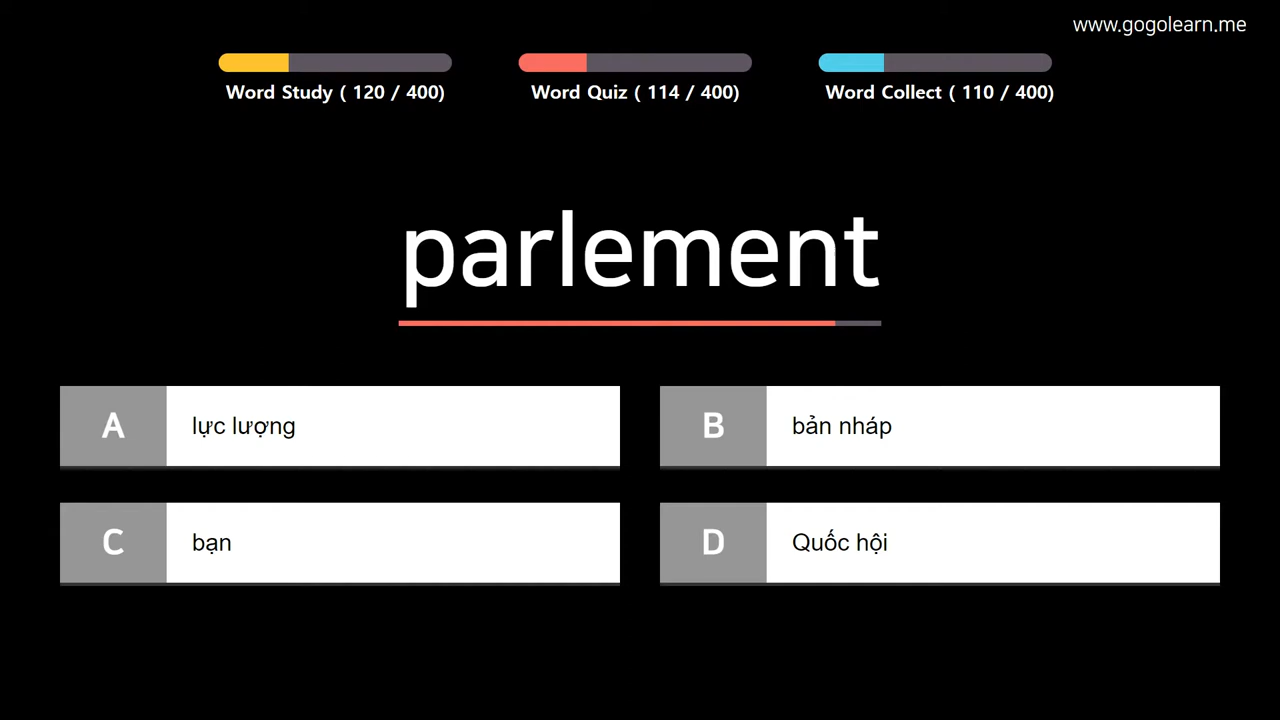 www.gogolearn.me
Word Study ( 120 / 400)
Word Quiz ( 114 / 400)
Word Collect ( 110 / 400)
parlement
A
lực lượng
B
bản nháp
C
bạn
D
Quốc hội